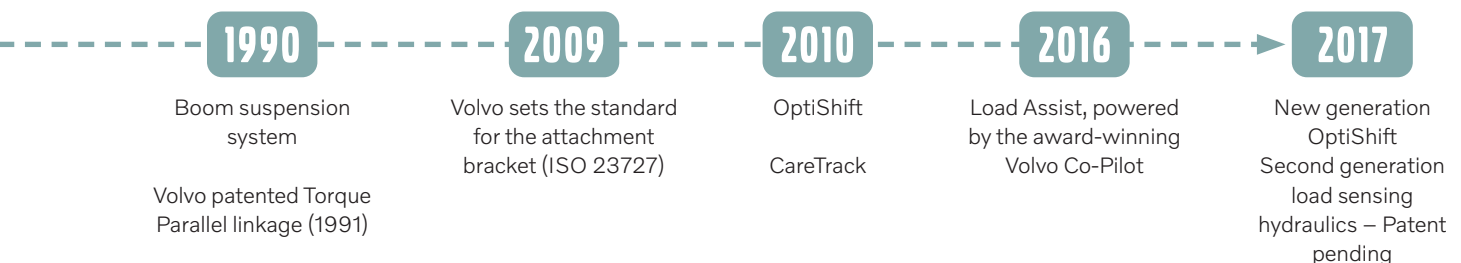 1990
Boom suspension
system
Volvo patented Torque
Parallel linkage (1991)
2009
Volvo sets the standard
for the attachment
bracket (ISO 23727)
2010
OptiShift
CareTrack
2016
Load Assist, powered
by the award-winning
Volvo Co-Pilot
2017
New generation
OptiShift
Second generation
load sensing
hydraulics – Patent
pending